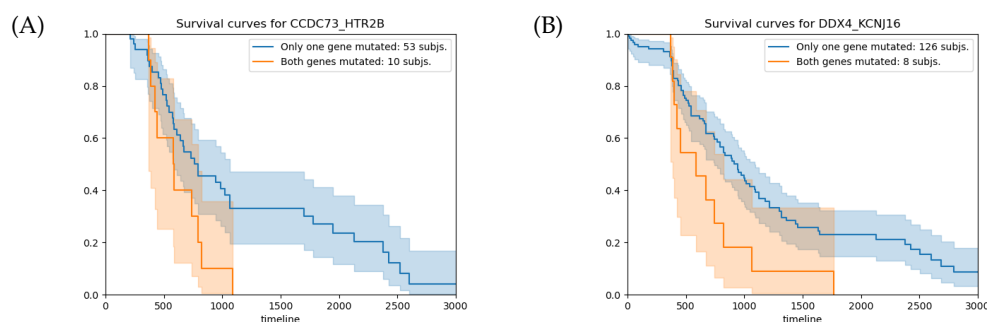 (A)
Survival curves for CCDC73_HTR2B
Only one gene mutated: 53 subjs.
Both genes mutated: 10 subjs.
1.0
0.8
0.6
0.4
0.2
0.0
0 500 1000 1500 2000 2500 3000
timeline
(B)
Survival curves for DDX4_KCNJ16
Only one gene mutated: 126 subjs.
Both genes mutated: 8 subjs.
1.0
0.8
0.6
0.4
0.2
0.0
0 500 1000 1300 2000 2500 3000
timeline